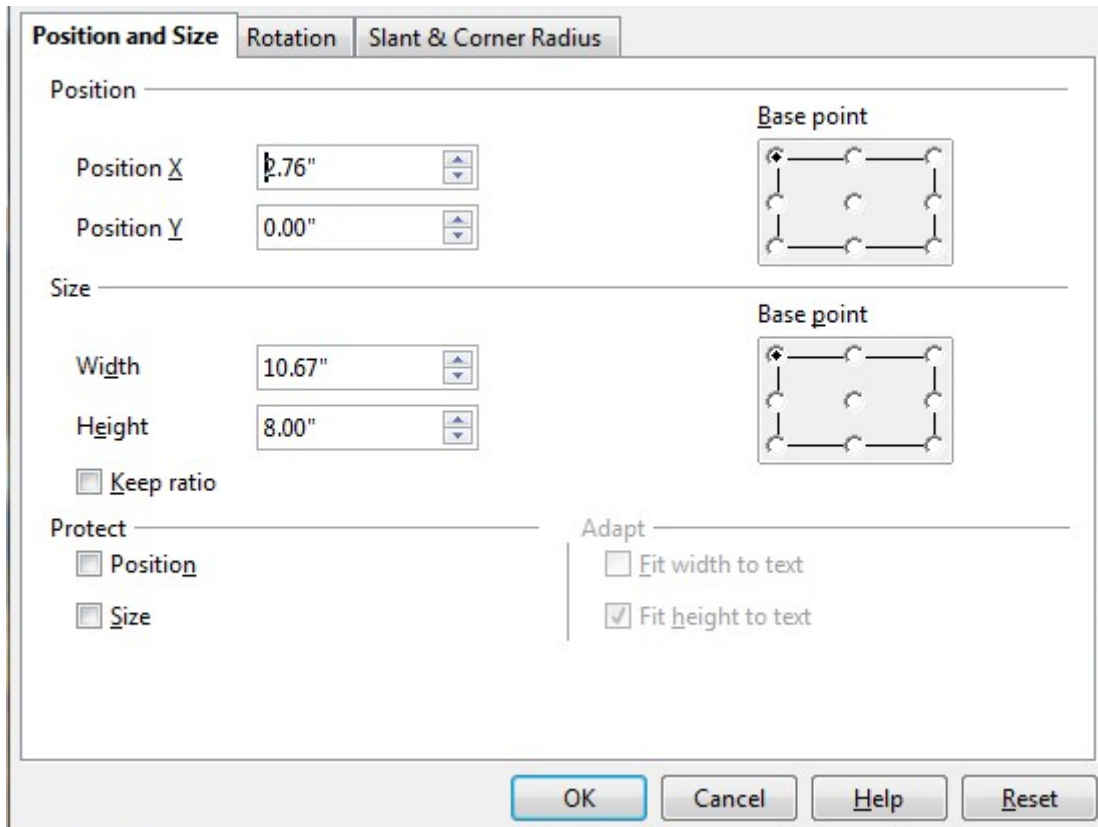 Position and Size Rotation Slant & Corner Radius
Position
Base point
Position X 2.76"
Position Y 0.00"
Size
Base point
Width 10.67"
Height 8.00"
Keep ratio
Protect Adapt
Position Fit width to text
Size Fit height to text
OK Cancel Help Reset